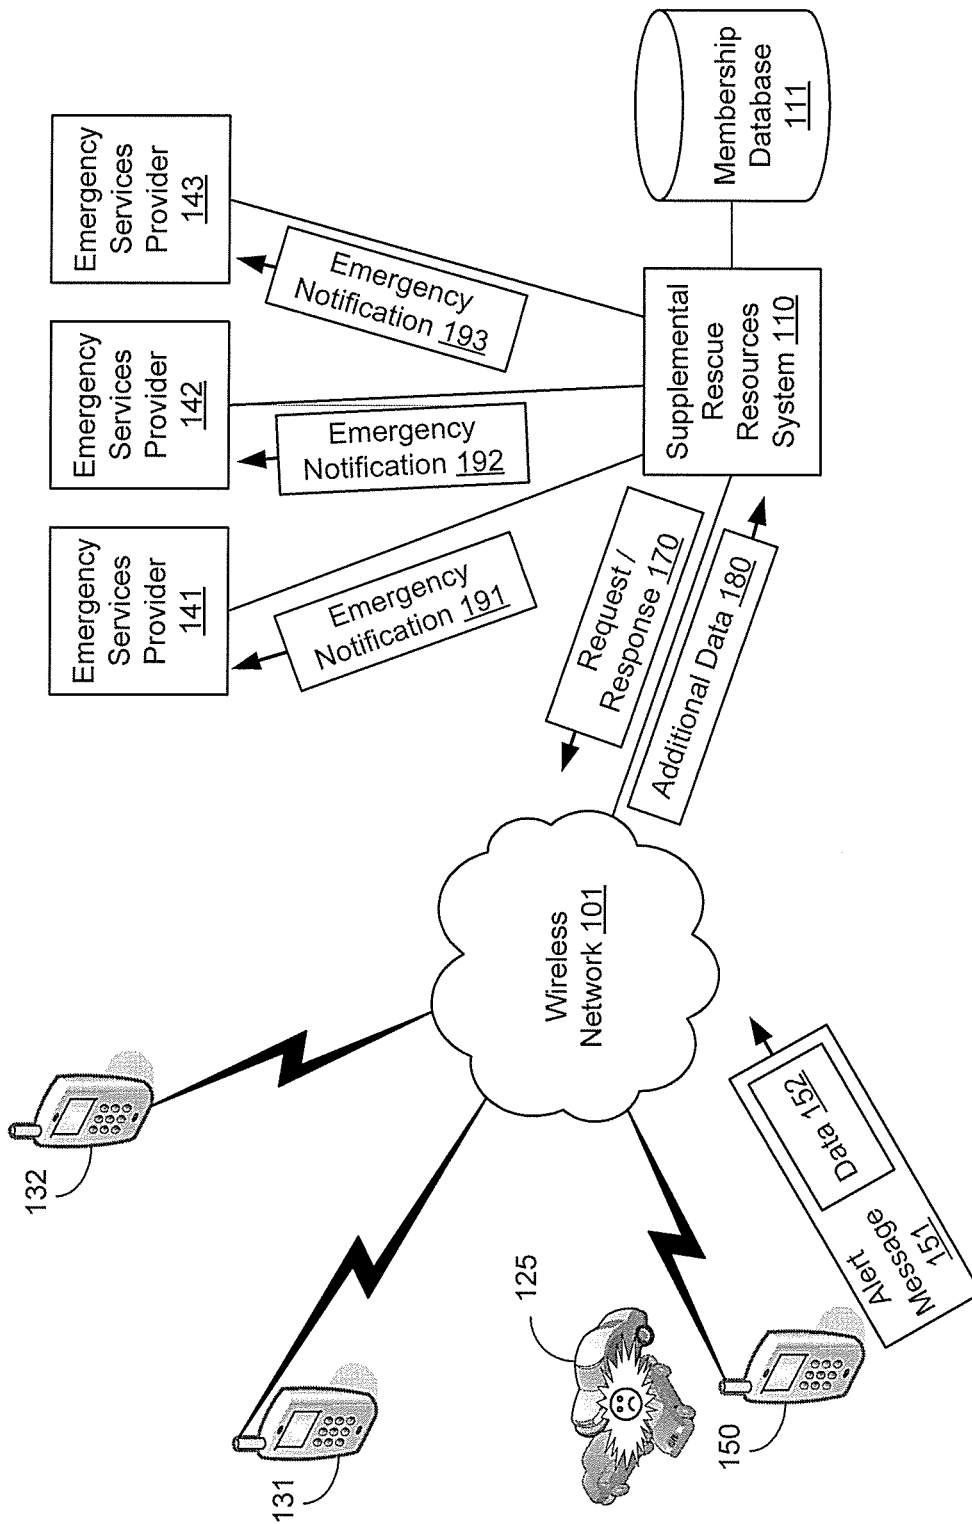 132
131
125
150
Alert
Message
151
Data 152
Wireless
Network 101
Request /
Response 170
Additional Data 180
Emergency
Services
Provider
141
Emergency
Services
Provider
142
Emergency
Services
Provider
143
Emergency
Notification 191
Emergency
Notification 192
Emergency
Notification 193
Supplemental
Rescue
Resources
System 110
Membership
Database
111